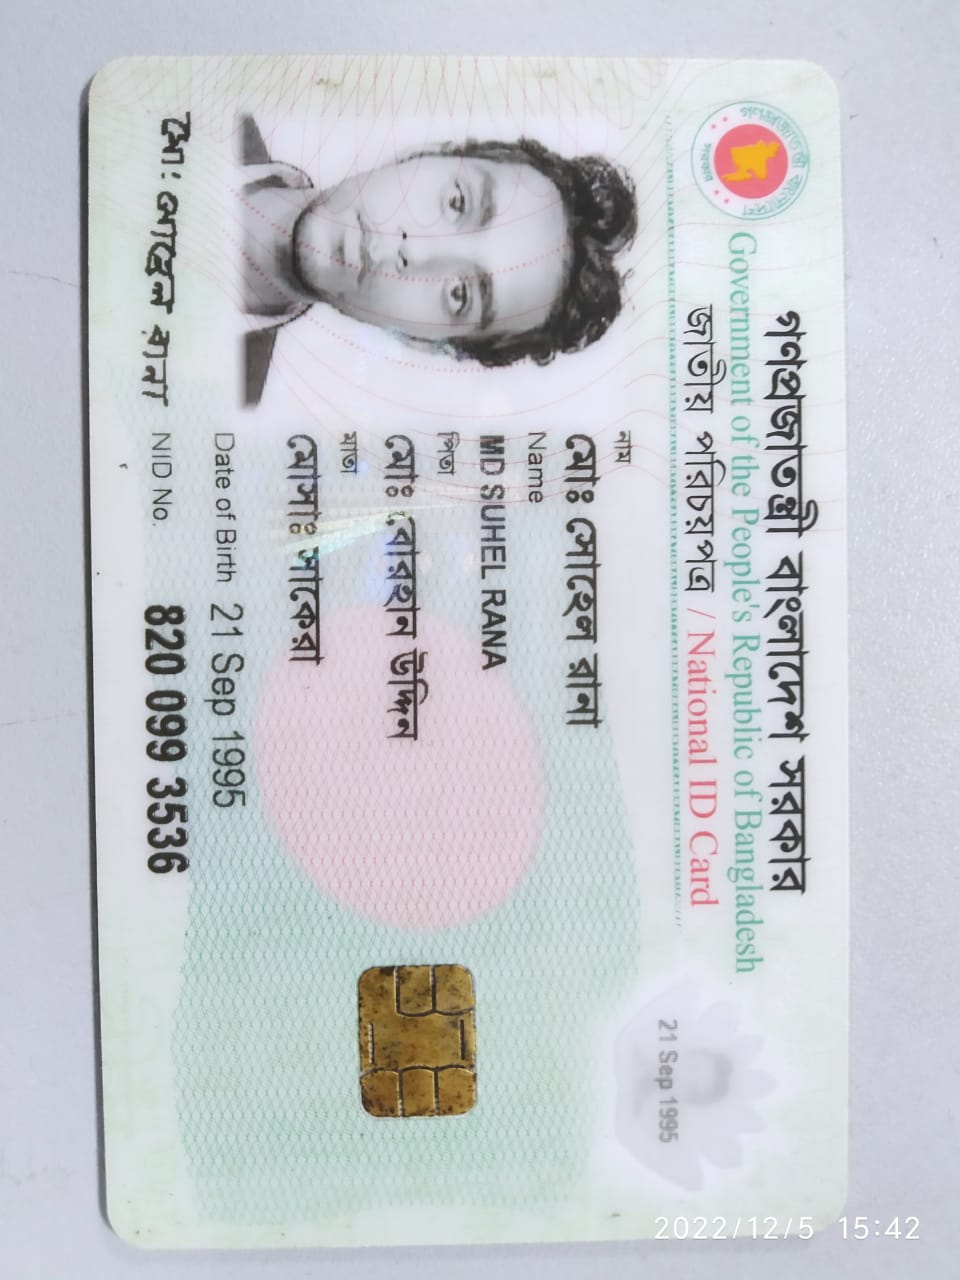 গণপ্রজাতন্ত্রী বাংলাদেশ সরকার
Government of the People's Republic of Bangladesh
জাতীয় পরিচয়পত্র / National ID Card
নাম
মোঃ সোহেল রানা
Name
MD SUHEL RANA
পিতা
মোঃ বোরহান উদ্দিন
মাতা
মোসাঃ সাকেরা
Date of Birth 21 Sep 1995
NID No. 820 099 3536
মো: সোহেল রানা
21 Sep 1995
2022/12/5 15:42